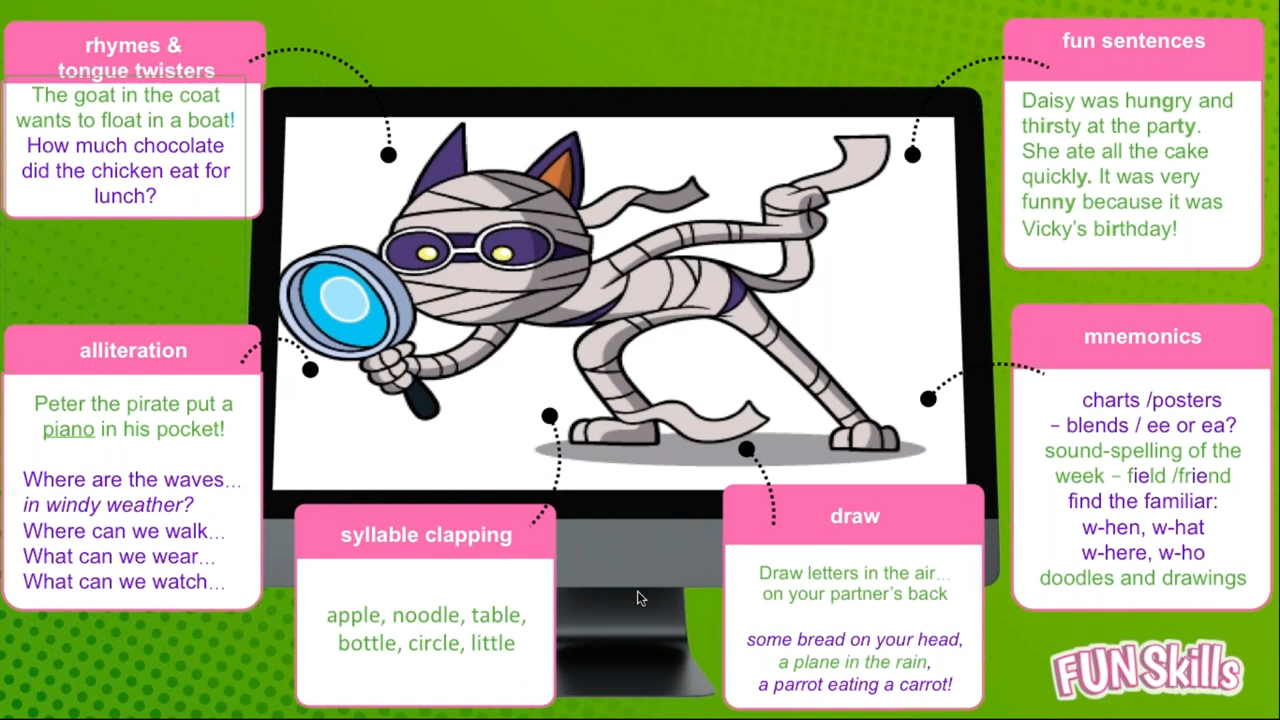 rhymes &
tongue twisters
The goat in the coat
wants to float in a boat!
How much chocolate
did the chicken eat for
lunch?
fun sentences
Daisy was hungry and
thirsty at the party.
She ate all the cake
quickly. It was very
funny because it was
Vicky's birthday!
alliteration
Peter the pirate put a
piano in his pocket!
Where are the waves…
in windy weather?
Where can we walk…
What can we wear…
What can we watch…
mnemonics
charts /posters
– blends / ee or ea?
sound-spelling of the
week – field /friend
find the familiar:
w-hen, w-hat
w-here, w-ho
doodles and drawings
syllable clapping
apple, noodle, table,
bottle, circle, little
draw
Draw letters in the air…
on your partner's back
some bread on your head,
a plane in the rain,
a parrot eating a carrot!
FUN Skills